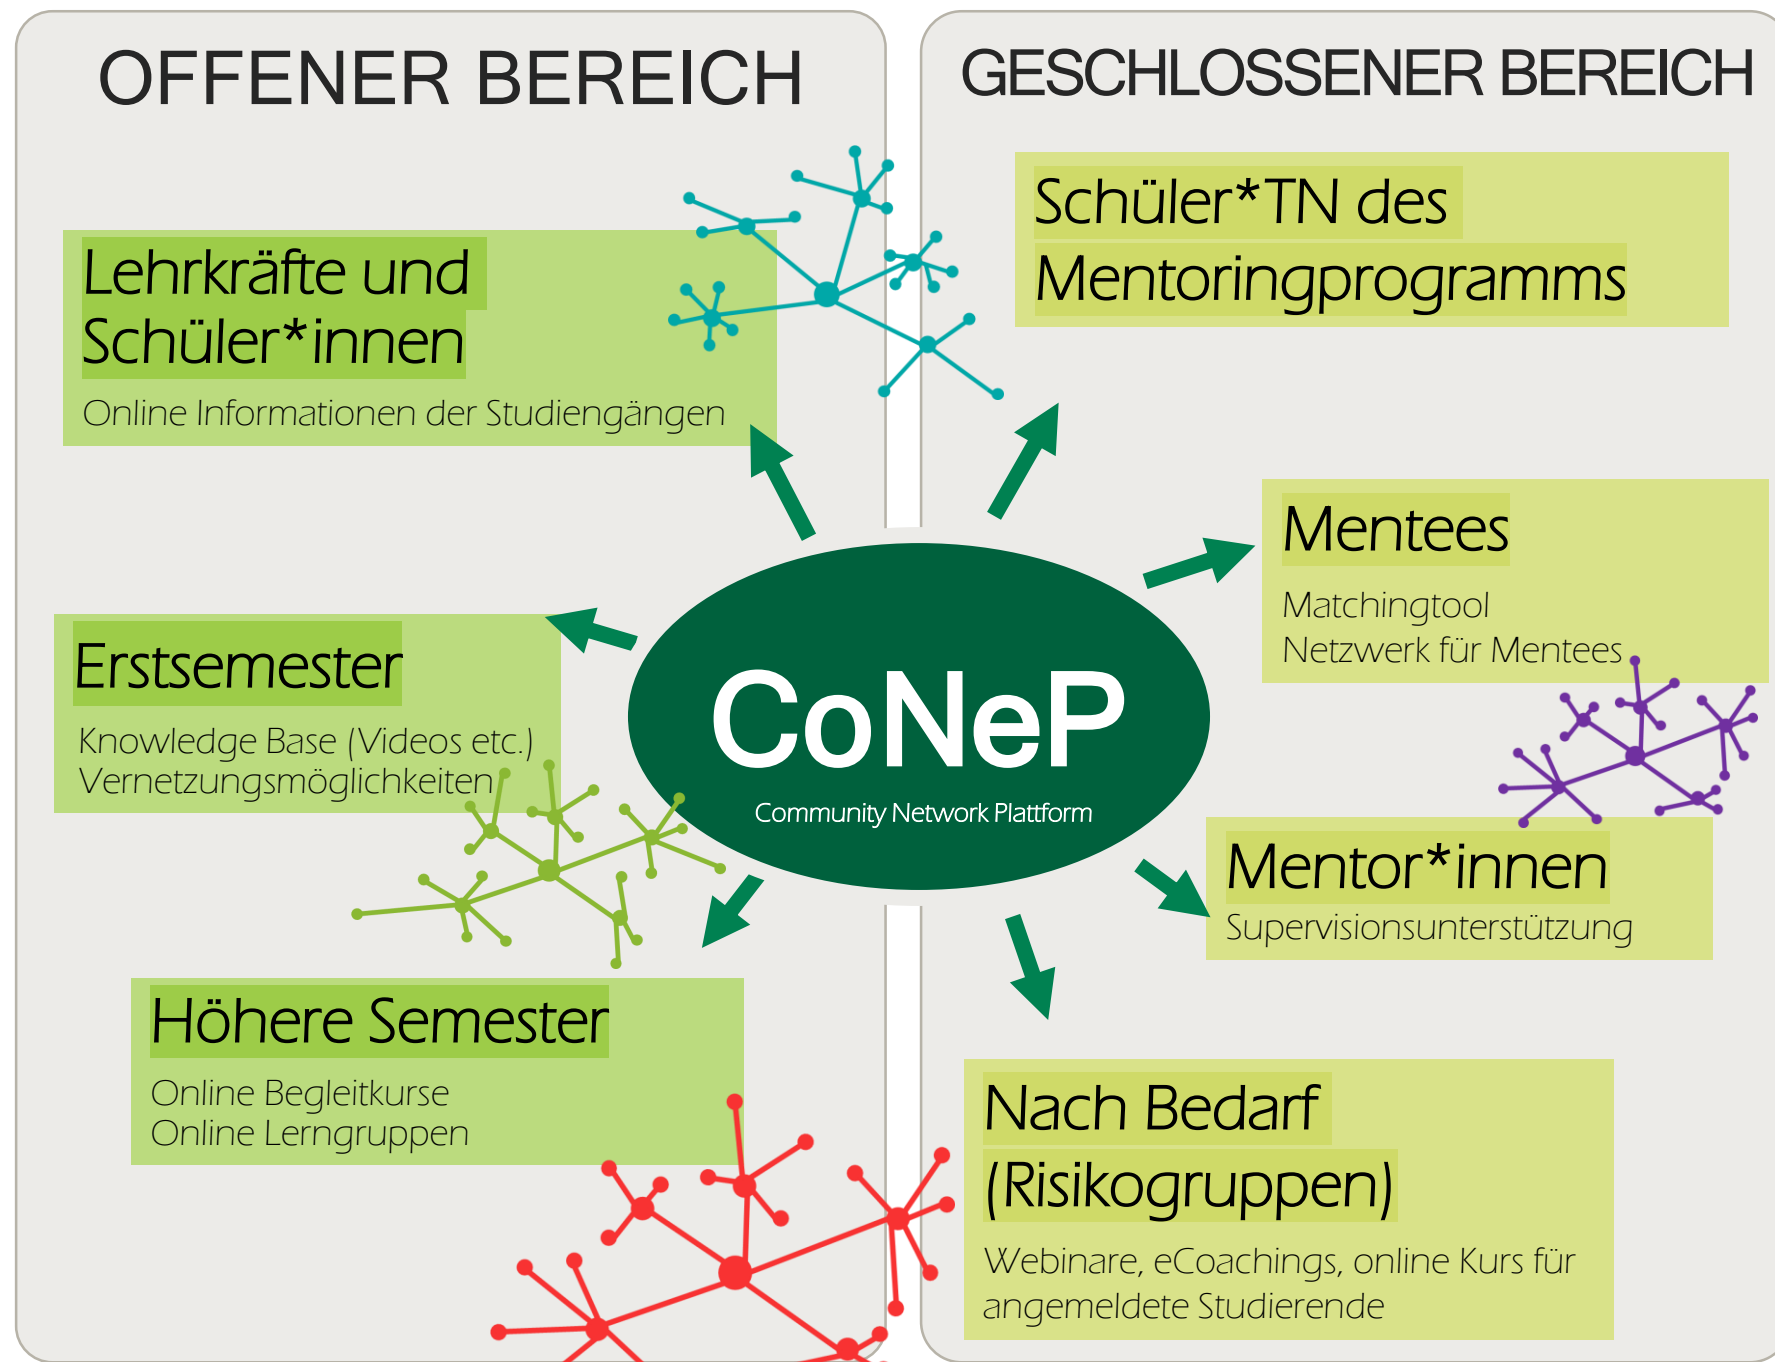 OFFENER BEREICH
Lehrkräfte und
Schüler*innen
Online Informationen der Studiengängen
Erstsemester
Knowledge Base (Videos etc.)
Vernetzungsmöglichkeiten
Höhere Semester
Online Begleitkurse
Online Lerngruppen
CoNeP
Community Network Plattform
GESCHLOSSENER BEREICH
Schüler*TN des
Mentoringprogramms
Mentees
Matchingtool
Netzwerk für Mentees
Mentor*innen
Supervisionsunterstützung
Nach Bedarf
(Risikogruppen)
Webinare, eCoachings, online Kurs für
angemeldete Studierende